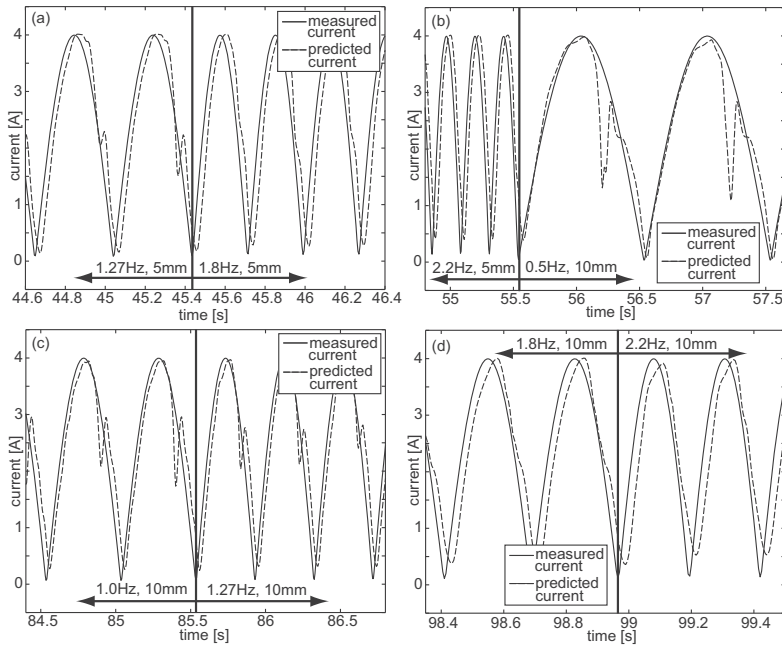 (a)
measured
current
predicted
current
4
3
2
1
0
current [A]
1.27Hz, 5mm
1.8Hz, 5mm
44.6 44.8 45 45.2 45.4 45.6 45.8 46 46.2 46.4
time [s]
(b)
4
3
2
1
0
current [A]
measured
current
predicted
current
2.2Hz, 5mm
0.5Hz, 10mm
55 55.5 56 56.5 57 57.5
time [s]
(c)
measured
current
predicted
current
4
3
2
1
0
current [A]
1.0Hz, 10mm
1.27Hz, 10mm
84.5 85 85.5 86 86.5
time [s]
1.8Hz, 10mm
2.2Hz, 10mm
(d)
4
3
2
1
0
current [A]
measured
current
predicted
current
98.4 98.6 98.8 99 99.2 99.4
time [s]